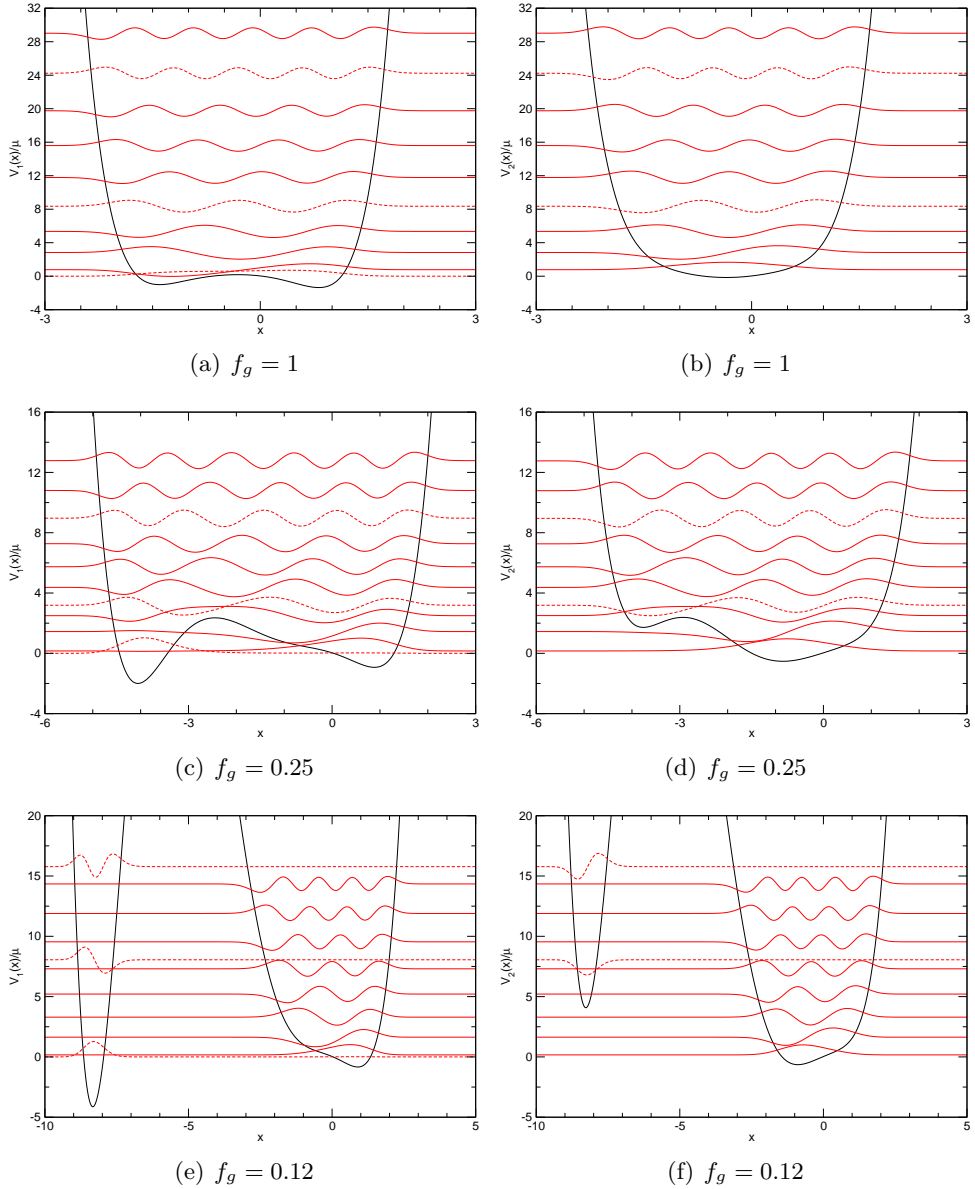 32
28
24
20
16
12
8
4
0
-4
V1(x)/μ
-3 0 3
x
(a) fg = 1
32
28
24
20
16
12
8
4
0
-4
V2(x)/μ
-3 0 3
x
(b) fg = 1
16
12
8
4
0
-4
V1(x)/μ
-6 -3 0 3
x
(c) fg = 0.25
16
12
8
4
0
-4
V2(x)/μ
-6 -3 0 3
x
(d) fg = 0.25
20
15
10
5
0
-5
V1(x)/μ
-10 -5 0 5
x
(e) fg = 0.12
20
15
10
5
0
-5
V2(x)/μ
-10 -5 0 5
x
(f) fg = 0.12